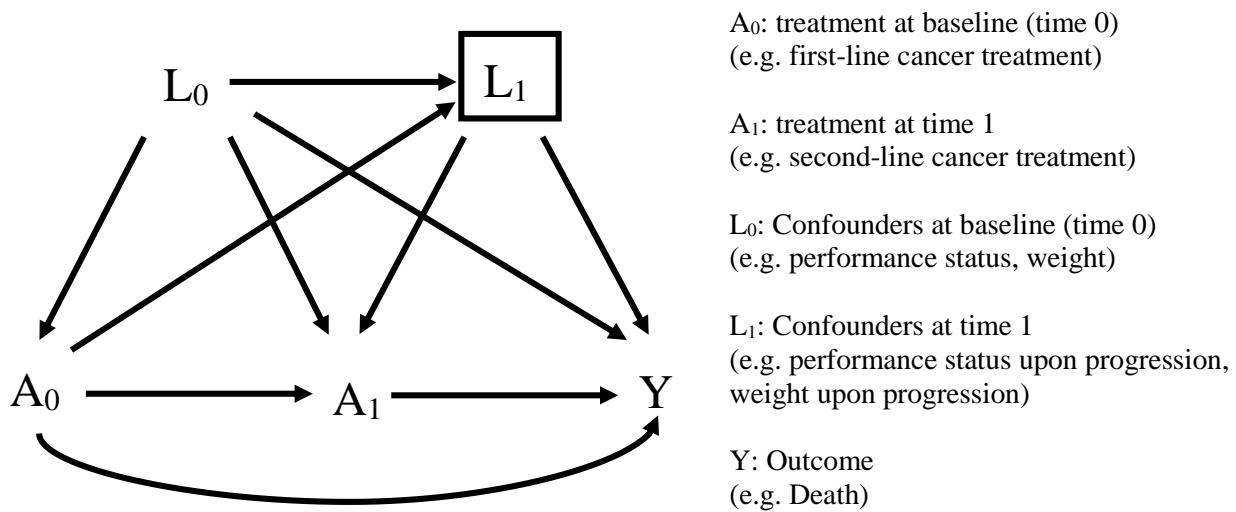 L₀
L₁
A₀
A₁
Y
A₀: treatment at baseline (time 0)
(e.g. first-line cancer treatment)
A₁: treatment at time 1
(e.g. second-line cancer treatment)
L₀: Confounders at baseline (time 0)
(e.g. performance status, weight)
L₁: Confounders at time 1
(e.g. performance status upon progression,
weight upon progression)
Y: Outcome
(e.g. Death)